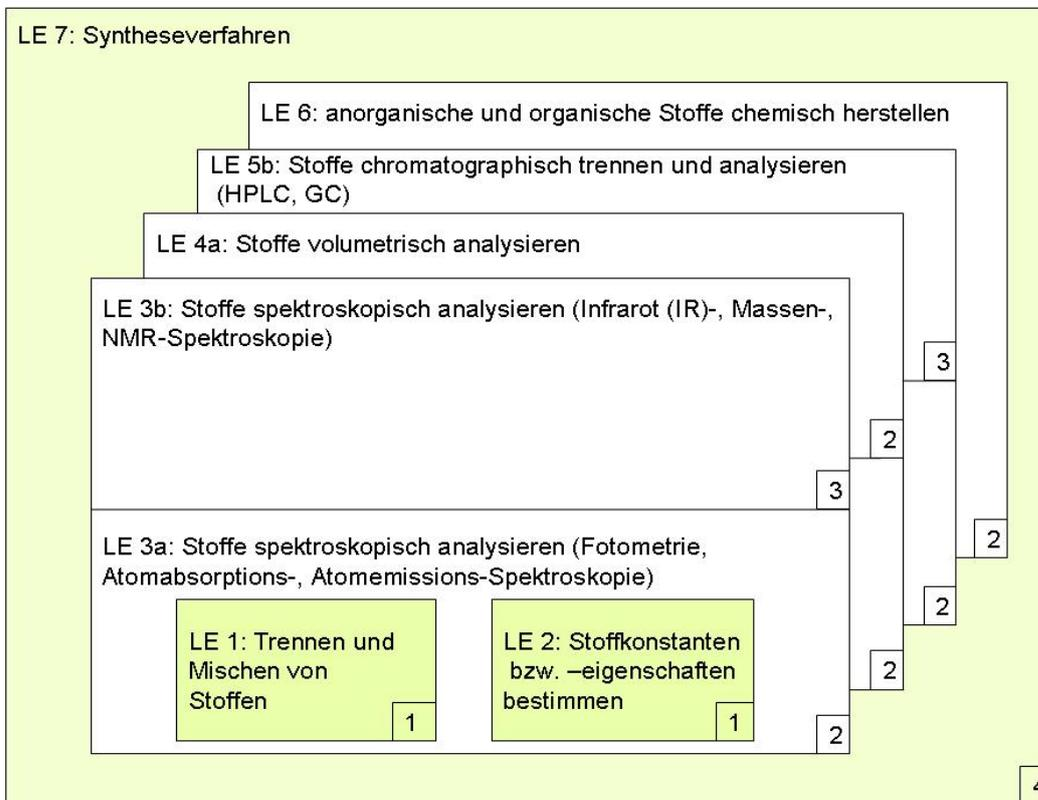 LE 7: Syntheseverfahren
LE 6: anorganische und organische Stoffe chemisch herstellen
LE 5b: Stoffe chromatographisch trennen und analysieren
(HPLC, GC)
LE 4a: Stoffe volumetrisch analysieren
LE 3b: Stoffe spektroskopisch analysieren (Infrarot (IR)-, Massen-,
NMR-Spektroskopie)
3
2
3
2
LE 3a: Stoffe spektroskopisch analysieren (Fotometrie,
Atomabsorptions-, Atomemissions-Spektroskopie)
2
LE 1: Trennen und
Mischen von
Stoffen
1
LE 2: Stoffkonstanten
bzw. –eigenschaften
bestimmen
1
2
2